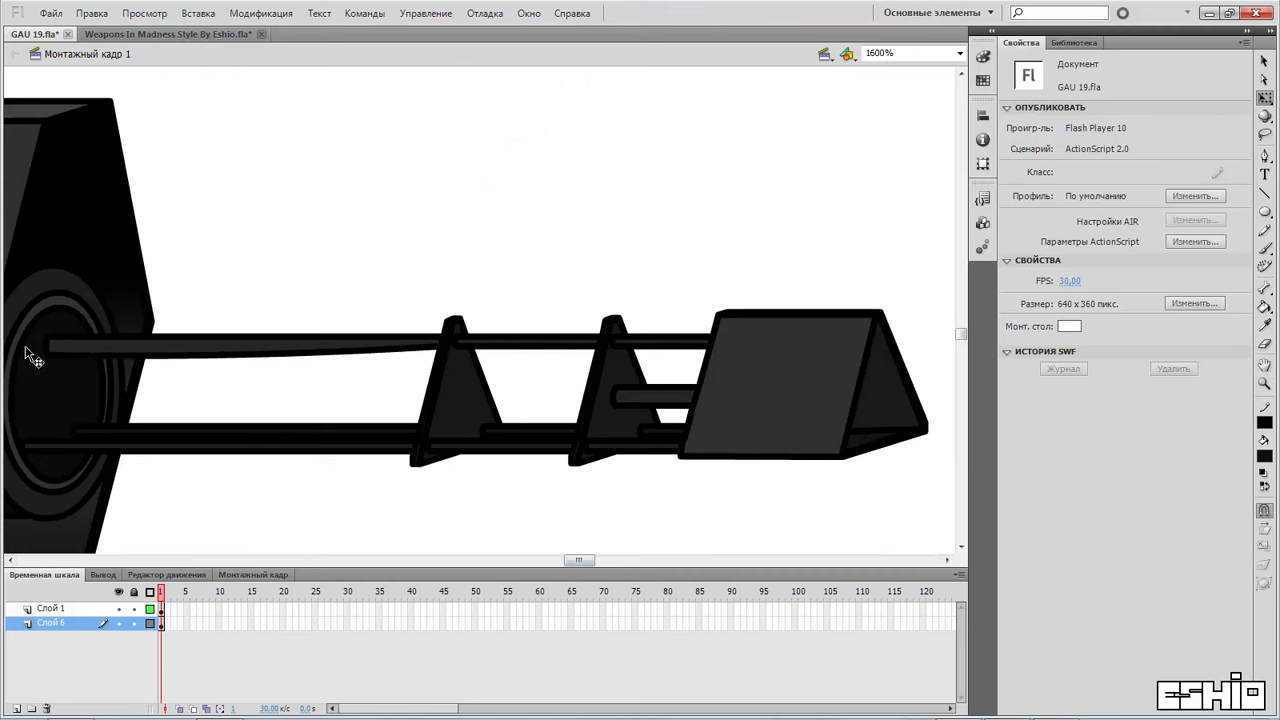 Fl Файл Правка Просмотр Вставка Модификация Текст Команды Управление Отладка Окно Справка Основные элементы
GAU 19.fla* Weapons In Madness Style By Eshio.fla*
Монтажный кадр 1 1600%
Свойства Библиотека
Fl Документ
GAU 19.fla
ОПУБЛИКОВАТЬ
Проигр-ль: Flash Player 10
Сценарий: ActionScript 2.0
Класс:
Профиль: По умолчанию Изменить...
Настройки AIR Изменить...
Параметры ActionScript Изменить...
СВОЙСТВА
FPS: 30,00
Размер: 640 x 360 пикс. Изменить...
Монт. стол:
ИСТОРИЯ SWF
Журнал Удалить
Временная шкала Вывод Редактор движения Монтажный кадр
1 5 10 15 20 25 30 35 40 45 50 55 60 65 70 75 80 85 90 95 100 105 110 115 120
Слой 1
Слой 6
1 30,00 к/с 0,0 s
ESHIO